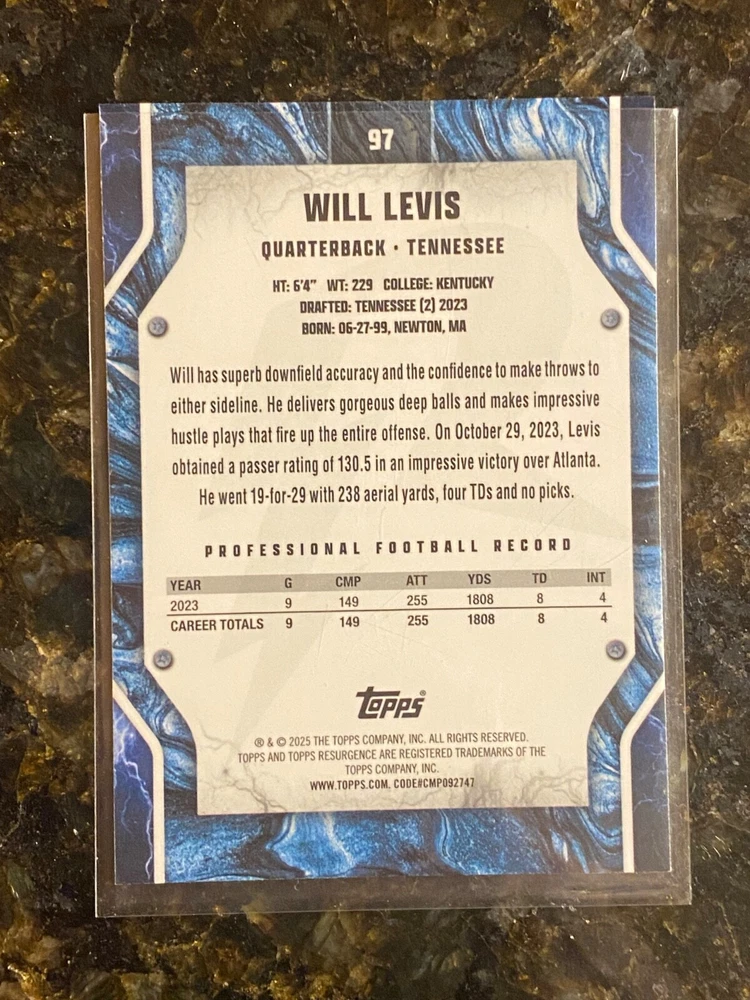 97
WILL LEVIS
QUARTERBACK • TENNESSEE
HT: 6'4" WT: 229 COLLEGE: KENTUCKY
DRAFTED: TENNESSEE (2) 2023
BORN: 06-27-99, NEWTON, MA
Will has superb downfield accuracy and the confidence to make throws to
either sideline. He delivers gorgeous deep balls and makes impressive
hustle plays that fire up the entire offense. On October 29, 2023, Levis
obtained a passer rating of 130.5 in an impressive victory over Atlanta.
He went 19-for-29 with 238 aerial yards, four TDs and no picks.
PROFESSIONAL FOOTBALL RECORD
YEAR G CMP ATT YDS TD INT
2023 9 149 255 1808 8 4
CAREER TOTALS 9 149 255 1808 8 4
Topps®
® & © 2025 THE TOPPS COMPANY, INC. ALL RIGHTS RESERVED.
TOPPS AND TOPPS RESURGENCE ARE REGISTERED TRADEMARKS OF THE
TOPPS COMPANY, INC.
WWW.TOPPS.COM. CODE#CMP092747